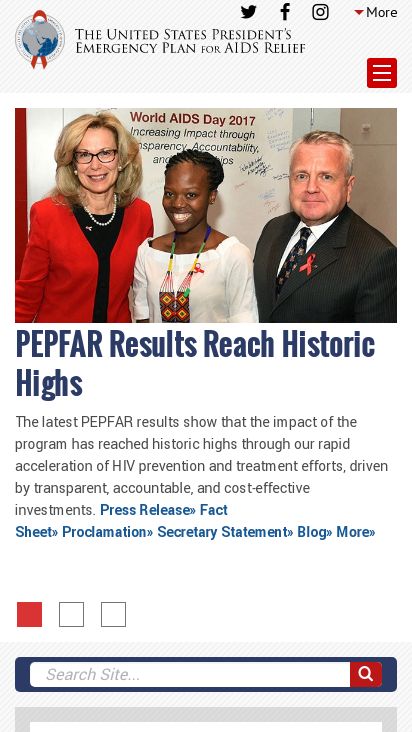 More
The United States President's
Emergency Plan for AIDS Relief
World AIDS Day 2017
Increasing Impact through
Transparency, Accountability,
and
PEPFAR Results Reach Historic
Highs
The latest PEPFAR results show that the impact of the
program has reached historic highs through our rapid
acceleration of HIV prevention and treatment efforts, driven
by transparent, accountable, and cost-effective
investments. Press Release» Fact
Sheet» Proclamation» Secretary Statement» Blog» More»
Search Site...